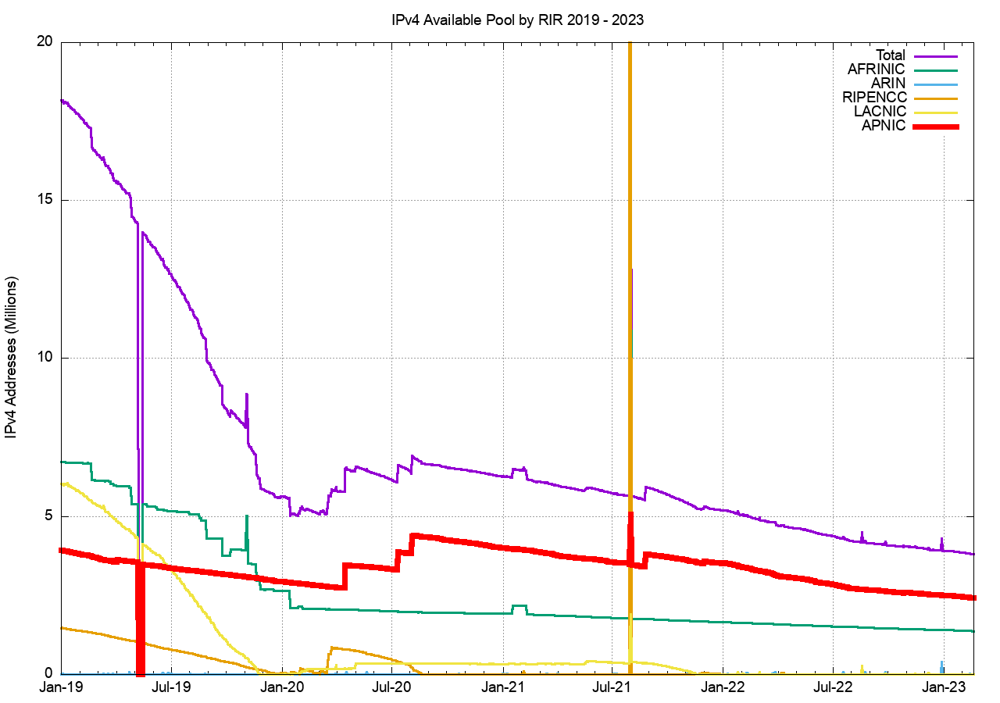 IPv4 Available Pool by RIR 2019 - 2023
20
15
10
5
0
IPv4 Addresses (Millions)
Total
AFRINIC
ARIN
RIPENCC
LACNIC
APNIC
Jan-19 Jul-19 Jan-20 Jul-20 Jan-21 Jul-21 Jan-22 Jul-22 Jan-23